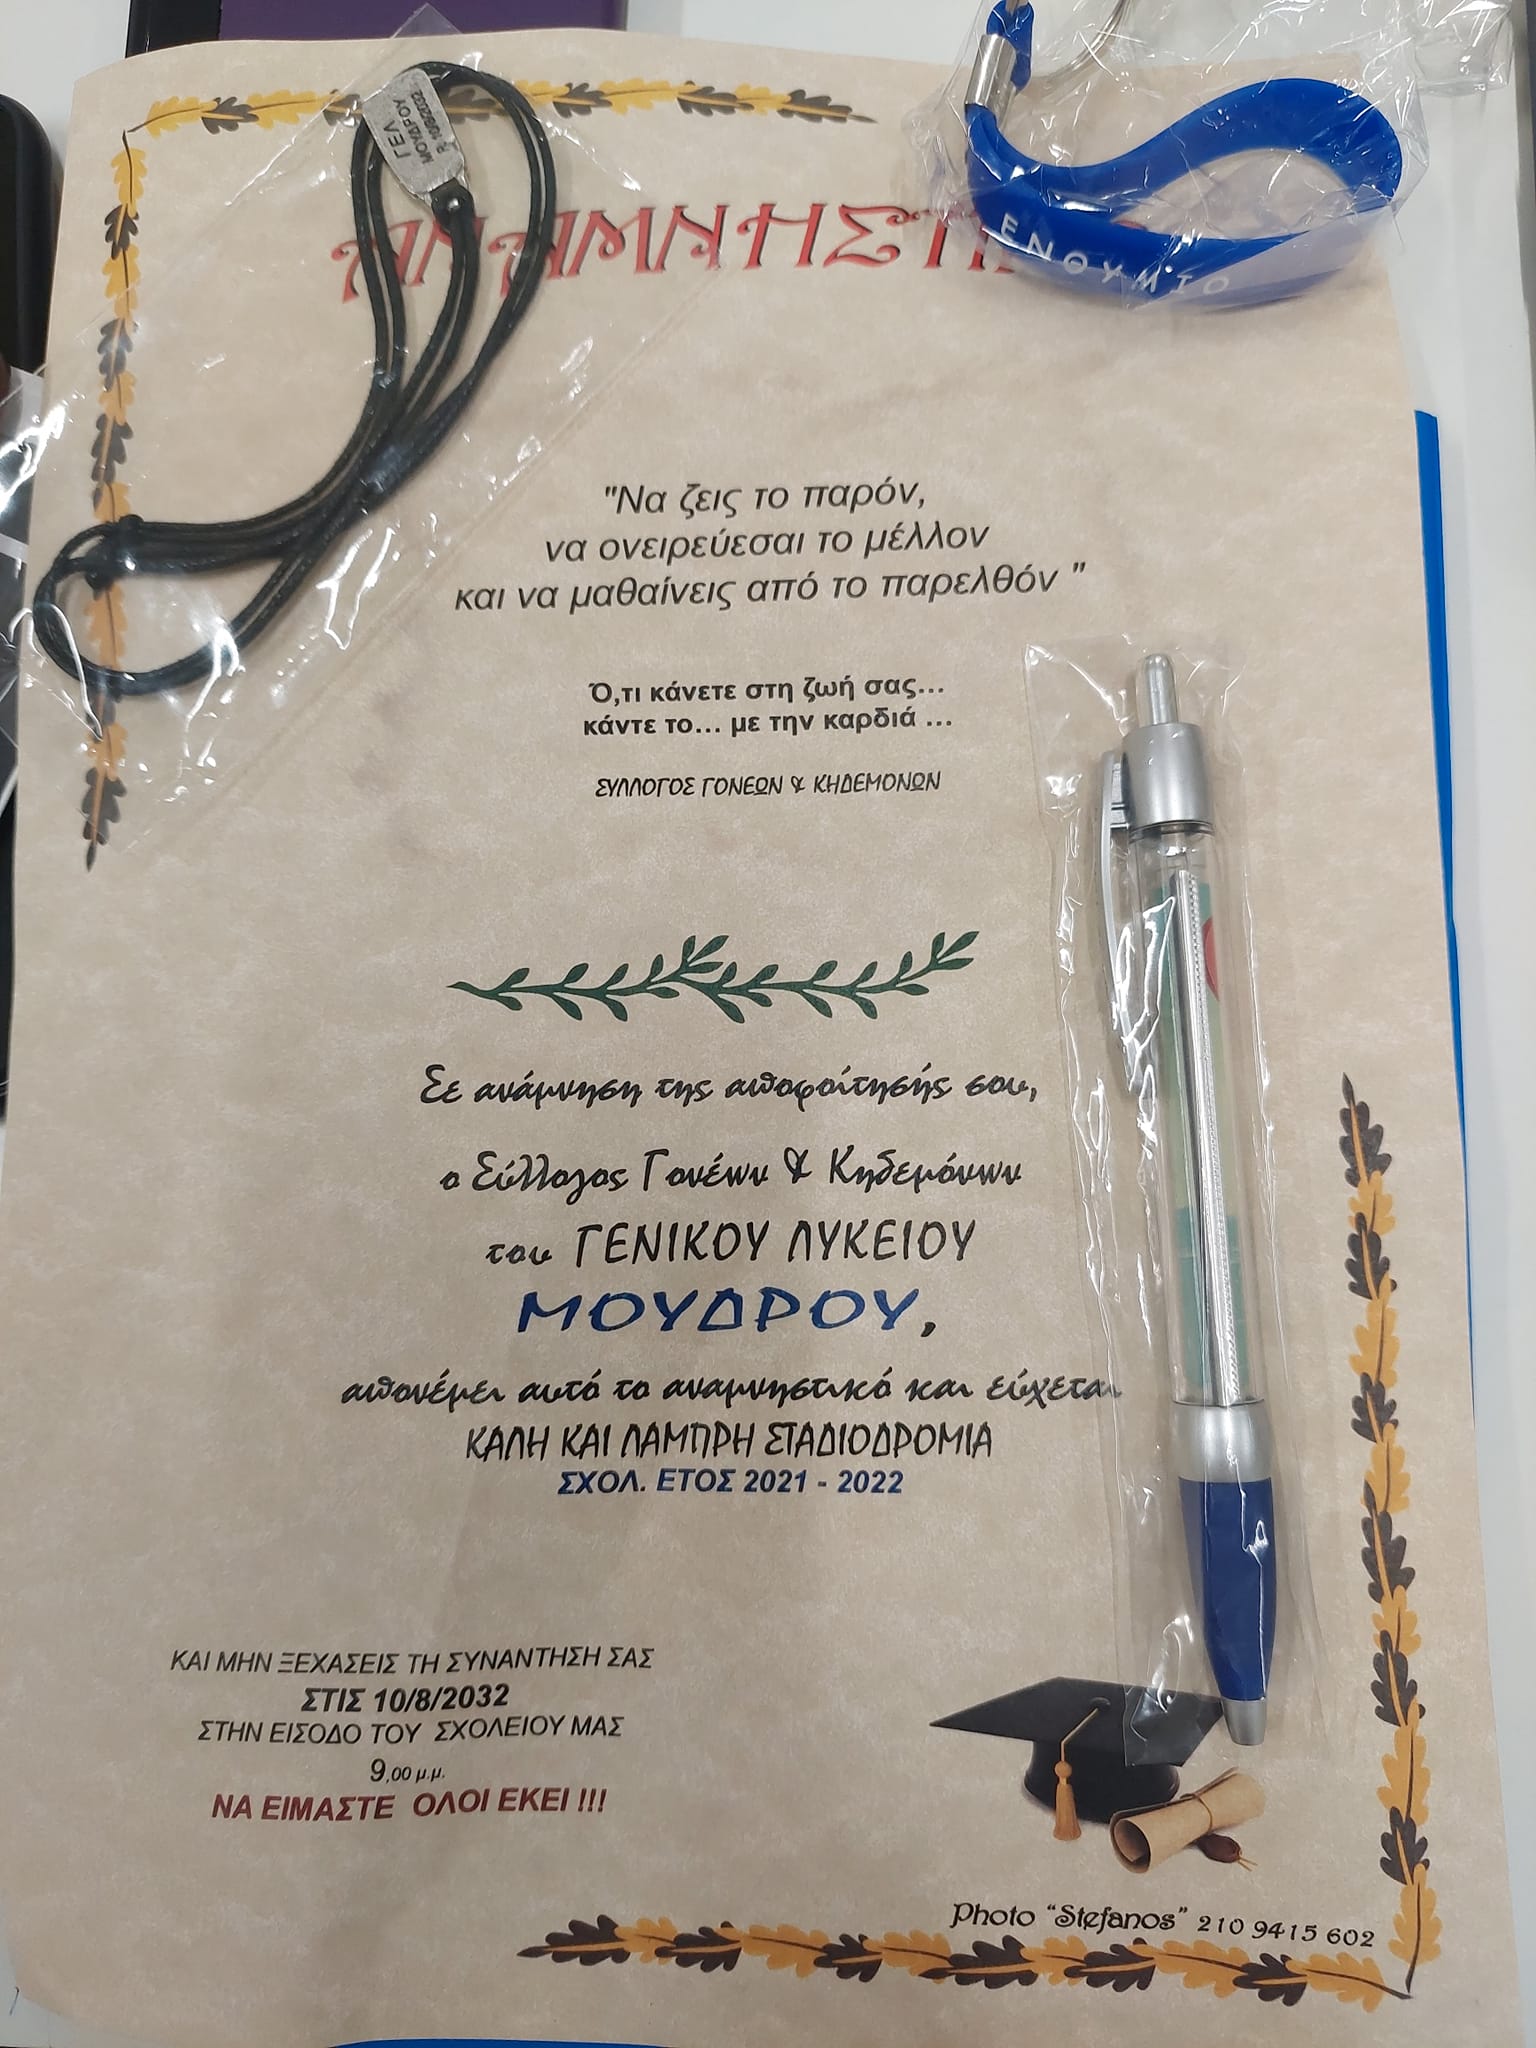 ΓΕΛ
ΜΟΥΔΡΟΥ
10/8/2032
ΕΝΘΥΜΙΟ
"Να ζεις το παρόν,
να ονειρεύεσαι το μέλλον
και να μαθαίνεις από το παρελθόν "
Ό,τι κάνετε στη ζωή σας…
κάντε το… με την καρδιά …
ΣΥΛΛΟΓΟΣ ΓΟΝΕΩΝ & ΚΗΔΕΜΟΝΩΝ
Σε ανάμνηση της αποφοίτησής σου,
ο Σύλλογος Γονέων & Κηδεμόνων
του ΓΕΝΙΚΟΥ ΛΥΚΕΙΟΥ
ΜΟΥΔΡΟΥ,
απονέμει αυτό το αναμνηστικό και εύχεται
ΚΑΛΗ ΚΑΙ ΛΑΜΠΡΗ ΣΤΑΔΙΟΔΡΟΜΙΑ
ΣΧΟΛ. ΕΤΟΣ 2021 - 2022
ΚΑΙ ΜΗΝ ΞΕΧΑΣΕΙΣ ΤΗ ΣΥΝΑΝΤΗΣΗ ΣΑΣ
ΣΤΙΣ 10/8/2032
ΣΤΗΝ ΕΙΣΟΔΟ ΤΟΥ ΣΧΟΛΕΙΟΥ ΜΑΣ
9,00 μ.μ.
ΝΑ ΕΙΜΑΣΤΕ ΟΛΟΙ ΕΚΕΙ !!!
Photo "Stefanos" 210 9415 602